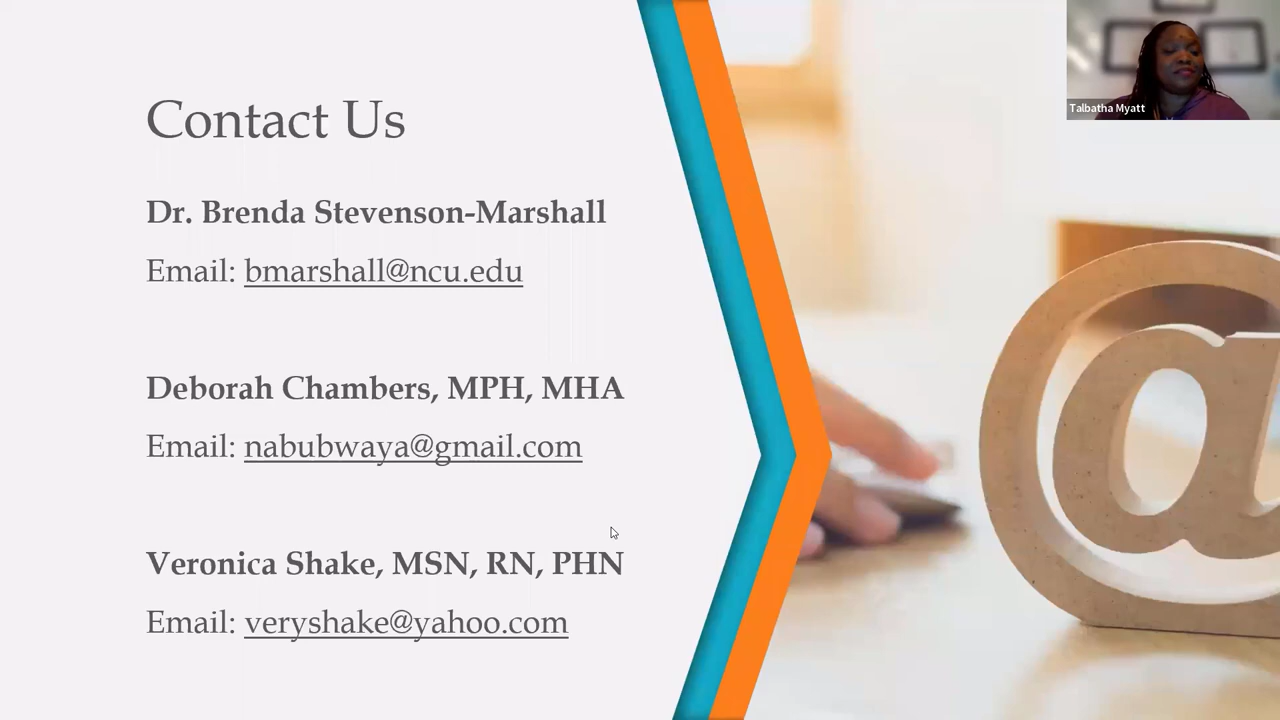 Contact Us
Dr. Brenda Stevenson-Marshall
Email: bmarshall@ncu.edu
Deborah Chambers, MPH, MHA
Email: nabubwaya@gmail.com
Veronica Shake, MSN, RN, PHN
Email: veryshake@yahoo.com
Talbatha Myatt